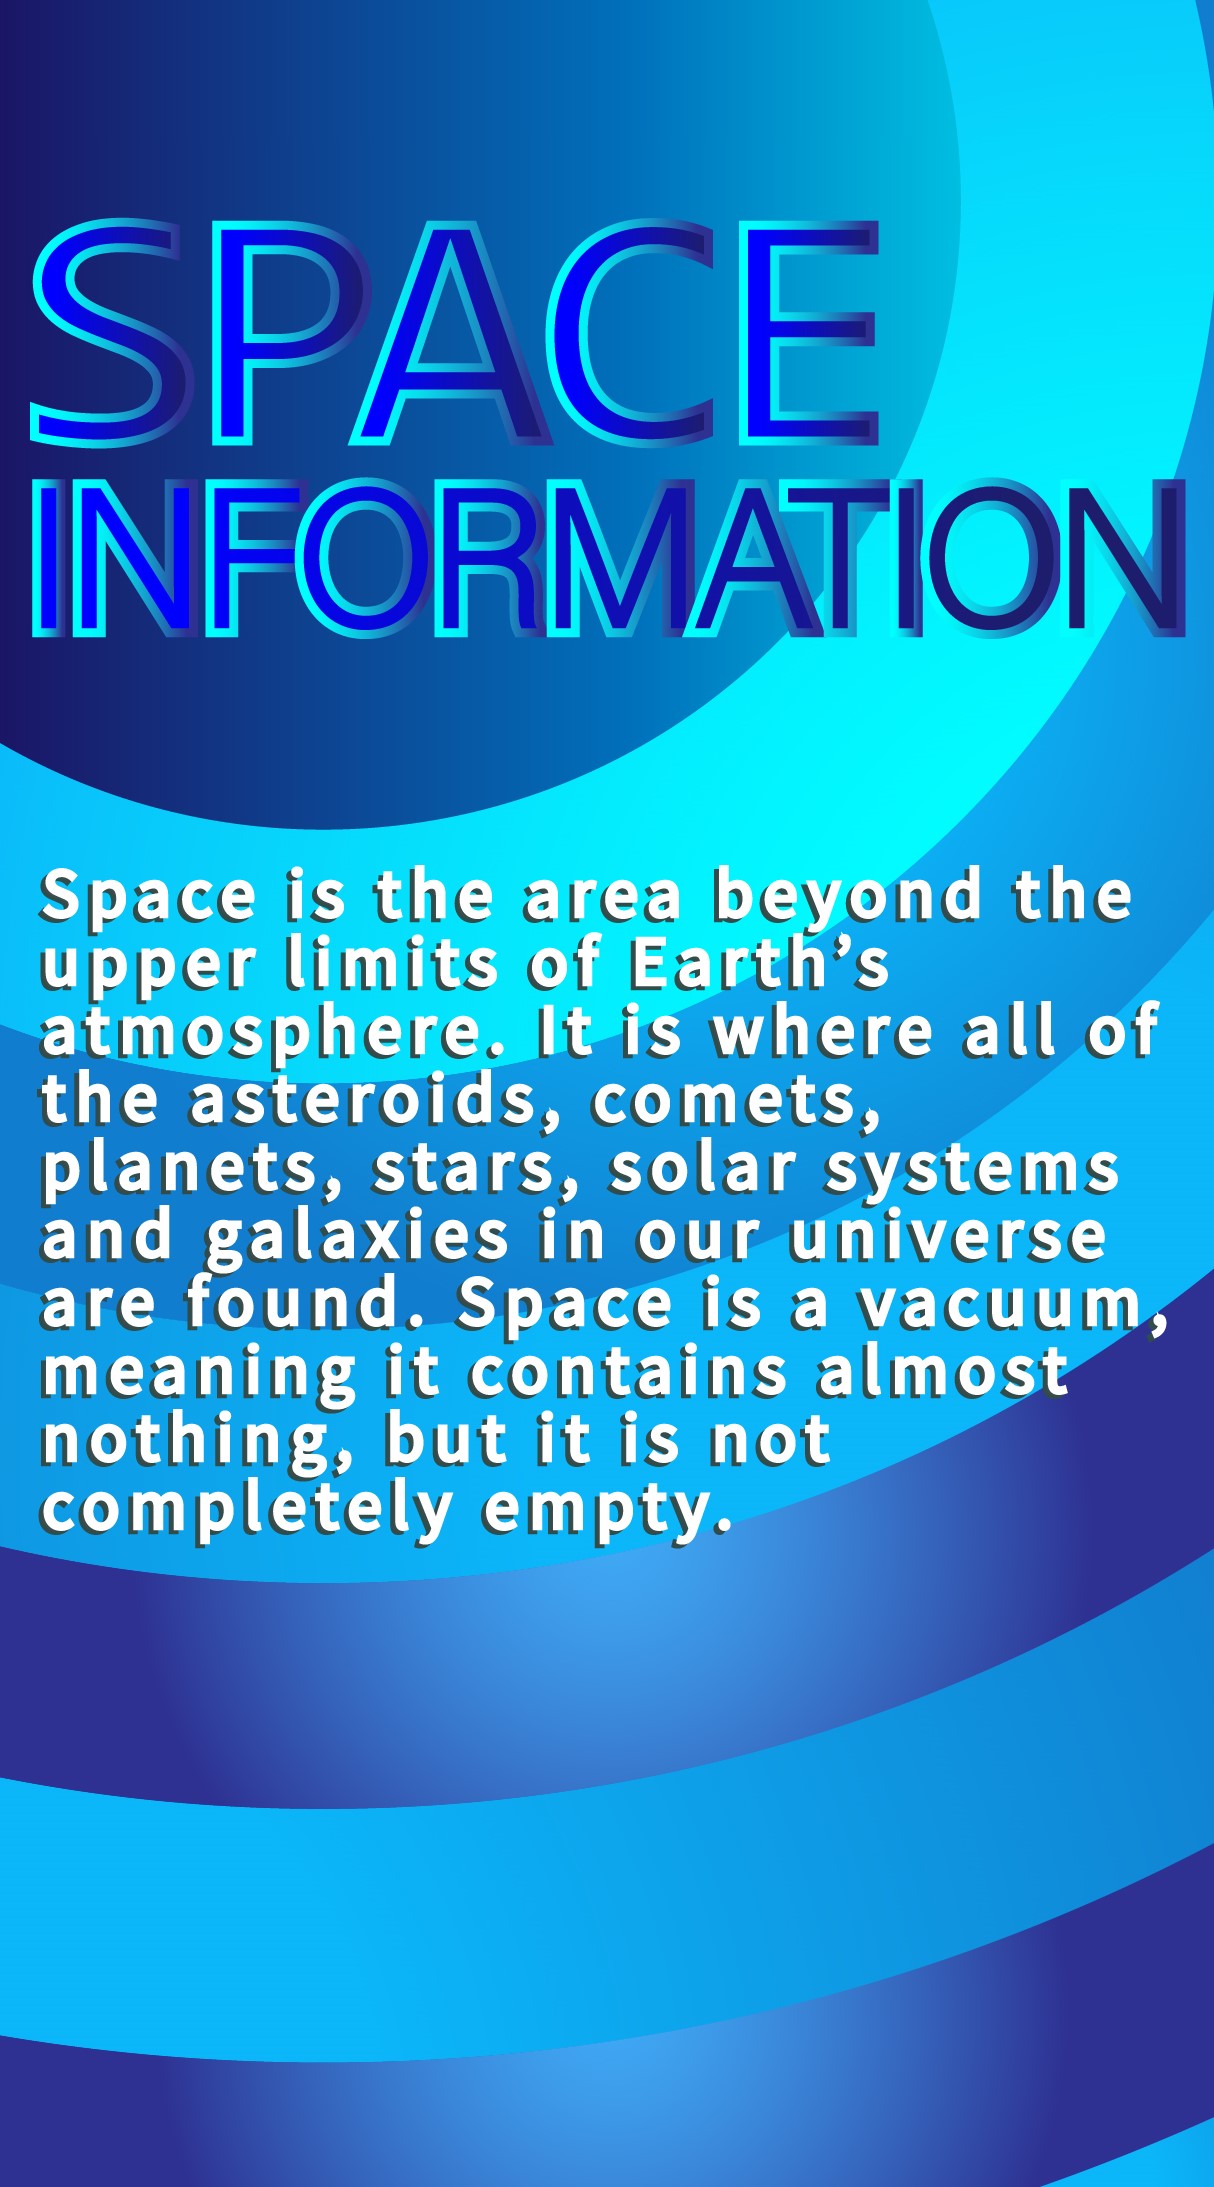 SPACE
INFORMATION
Space is the area beyond the
upper limits of Earth’s
atmosphere. It is where all of
the asteroids, comets,
planets, stars, solar systems
and galaxies in our universe
are found. Space is a vacuum,
meaning it contains almost
nothing, but it is not
completely empty.